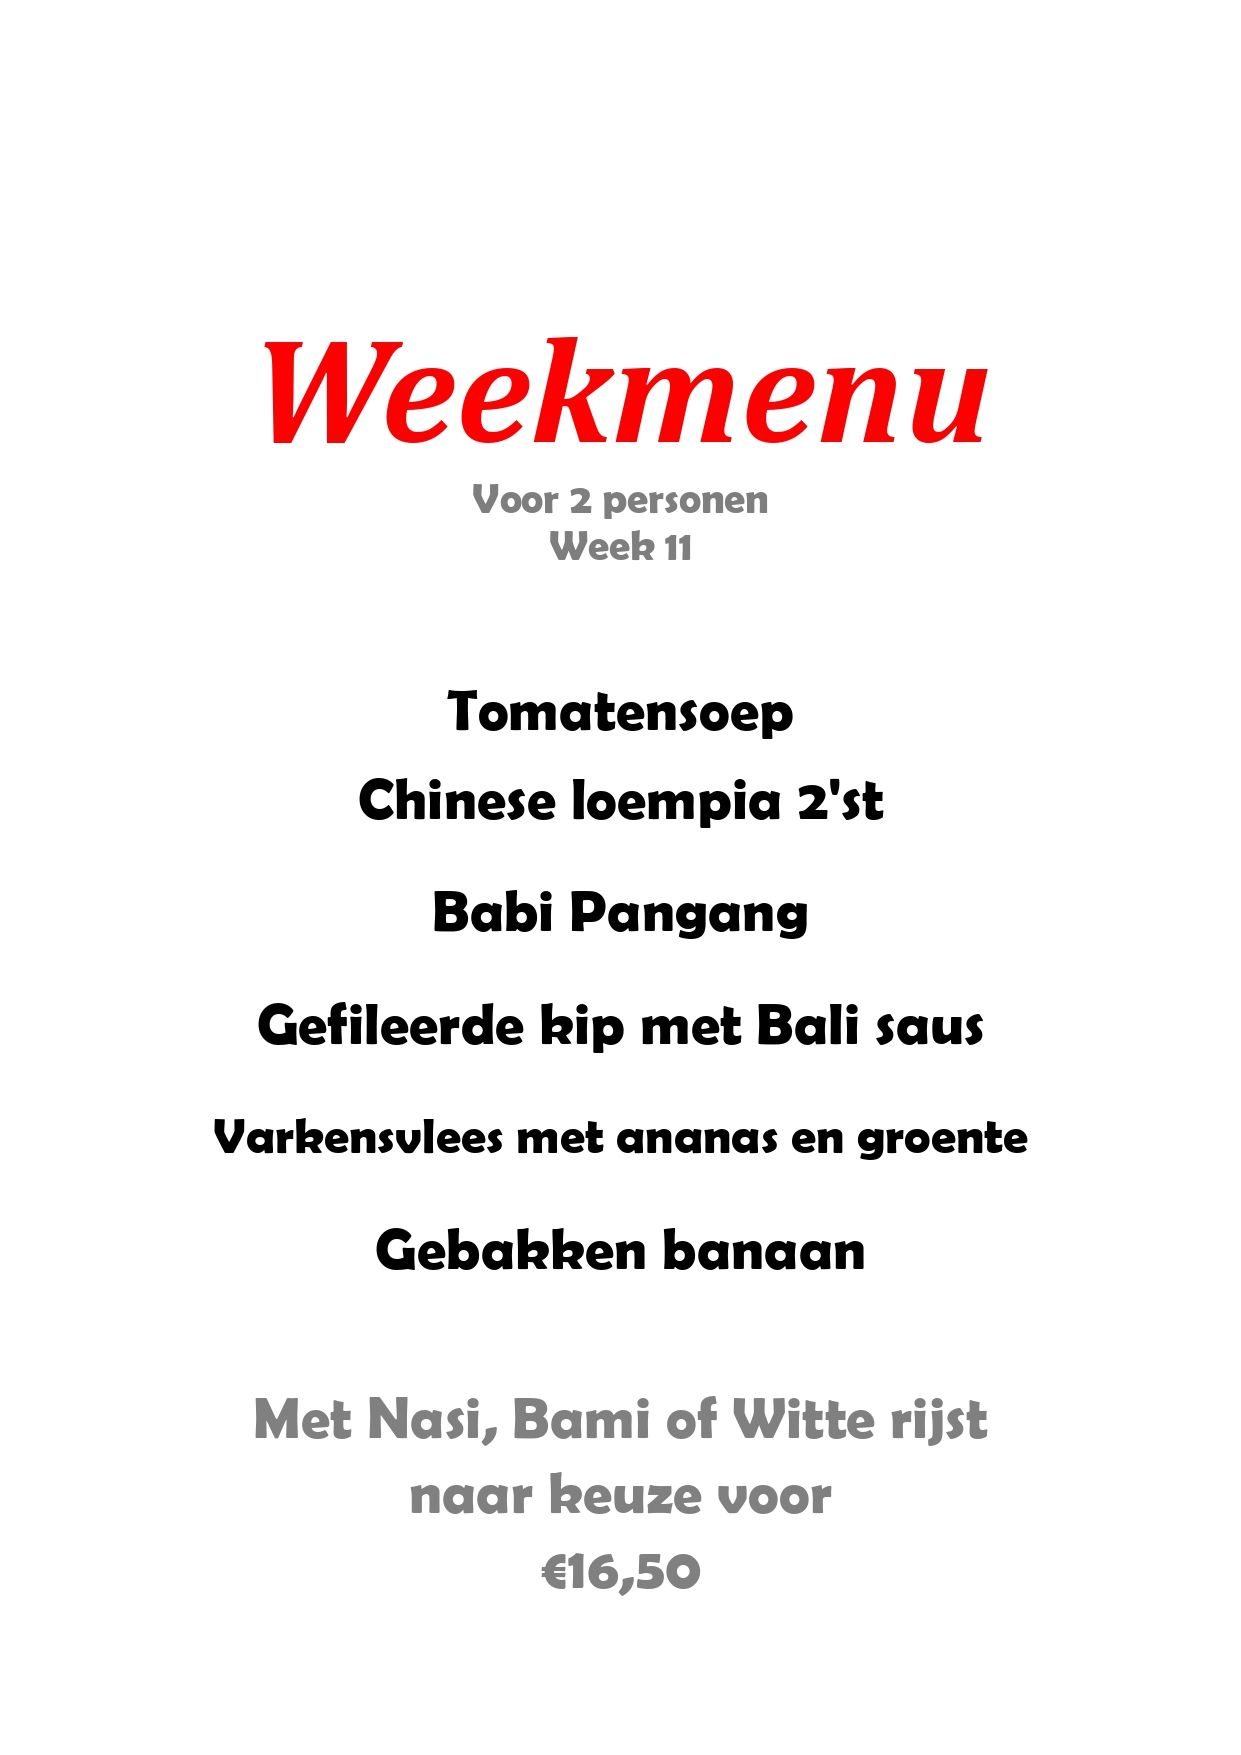 Weekmenu
Voor 2 personen
Week 11
Tomatensoep
Chinese loempia 2'st
Babi Pangang
Gefileerde kip met Bali saus
Varkensvlees met ananas en groente
Gebakken banaan
Met Nasi, Bami of Witte rijst
naar keuze voor
€16,50